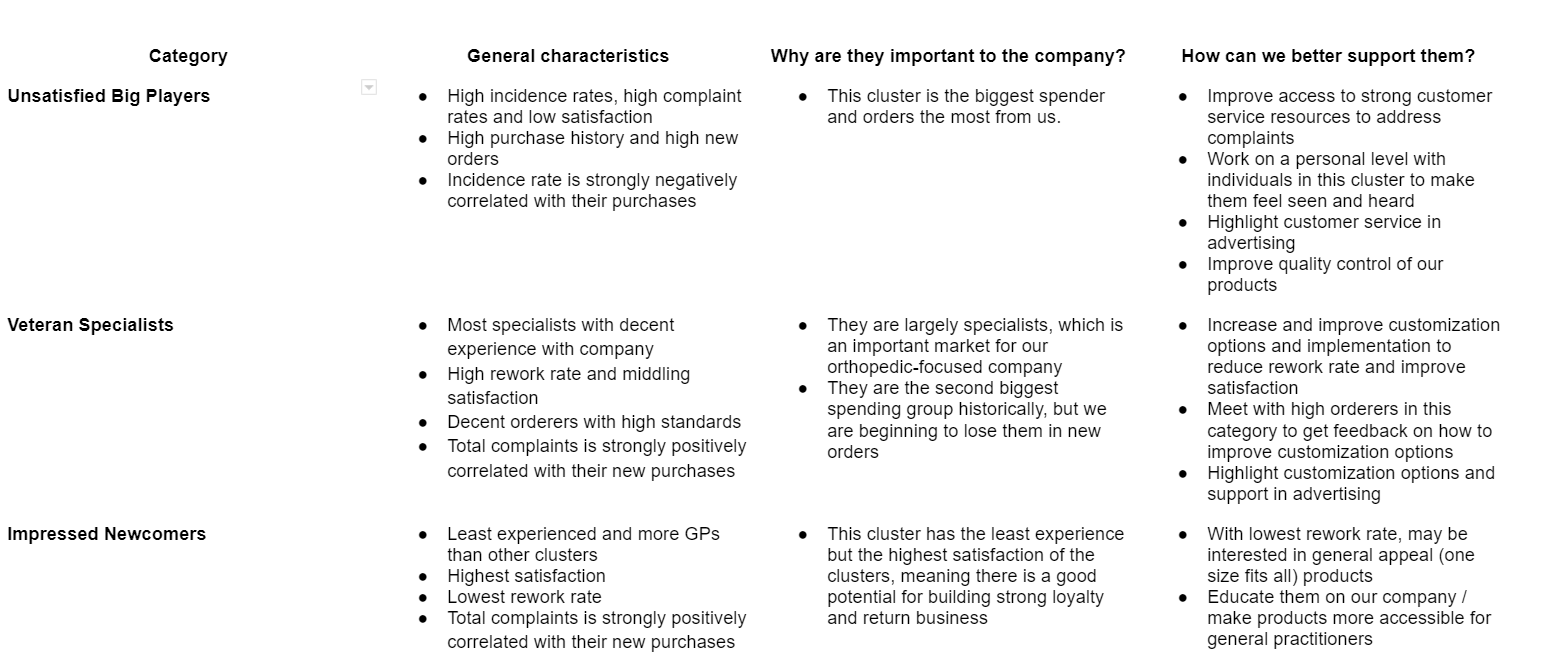 Category
General characteristics
Why are they important to the company?
How can we better support them?
Unsatisfied Big Players
● High incidence rates, high complaint
rates and low satisfaction
● High purchase history and high new
orders
● Incidence rate is strongly negatively
correlated with their purchases
● This cluster is the biggest spender
and orders the most from us.
● Improve access to strong customer
service resources to address
complaints
● Work on a personal level with
individuals in this cluster to make
them feel seen and heard
● Highlight customer service in
advertising
● Improve quality control of our
products
Veteran Specialists
● Most specialists with decent
experience with company
● High rework rate and middling
satisfaction
● Decent orderers with high standards
● Total complaints is strongly positively
correlated with their new purchases
● They are largely specialists, which is
an important market for our
orthopedic-focused company
● They are the second biggest
spending group historically, but we
are beginning to lose them in new
orders
● Increase and improve customization
options and implementation to
reduce rework rate and improve
satisfaction
● Meet with high orderers in this
category to get feedback on how to
improve customization options
● Highlight customization options and
support in advertising
Impressed Newcomers
● Least experienced and more GPs
than other clusters
● Highest satisfaction
● Lowest rework rate
● Total complaints is strongly positively
correlated with their new purchases
● This cluster has the least experience
but the highest satisfaction of the
clusters, meaning there is a good
potential for building strong loyalty
and return business
● With lowest rework rate, may be
interested in general appeal (one
size fits all) products
● Educate them on our company /
make products more accessible for
general practitioners